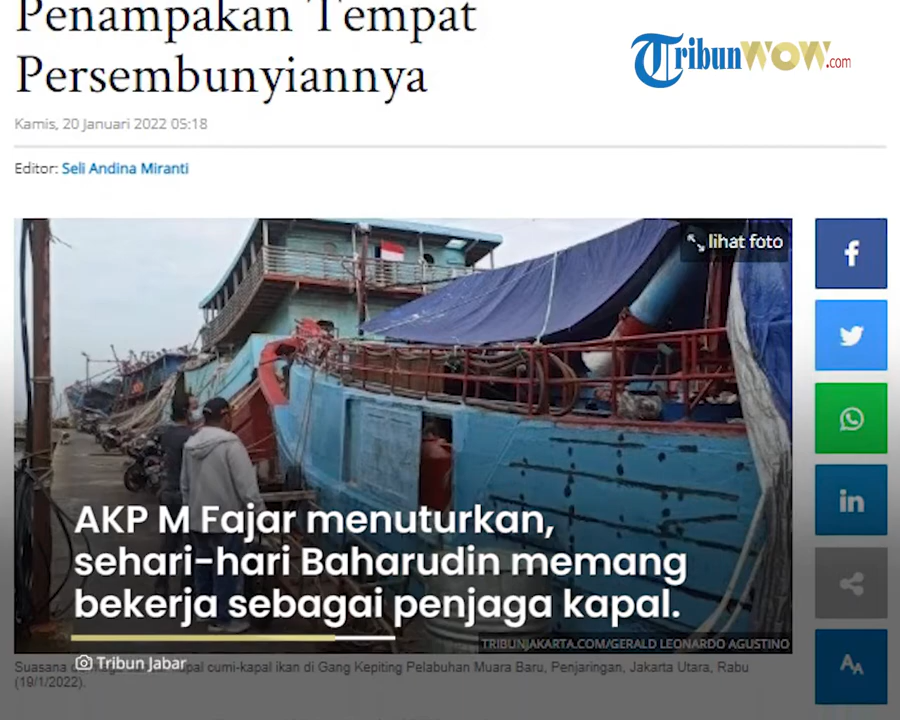 Penampakan Tempat
Persembunyiannya
TribunWOW.com
Kamis, 20 Januari 2022 05:18
Editor: Seli Andina Miranti
lihat foto
AKP M Fajar menuturkan,
sehari-hari Baharudin memang
bekerja sebagai penjaga kapal.
TRIBUNJAKARTA.COM/GERALD LEONARDO AGUSTINO
Tribun Jabar
Suasana kapal cumi-kapal ikan di Gang Kepiting Pelabuhan Muara Baru, Penjaringan, Jakarta Utara, Rabu
(19/1/2022).